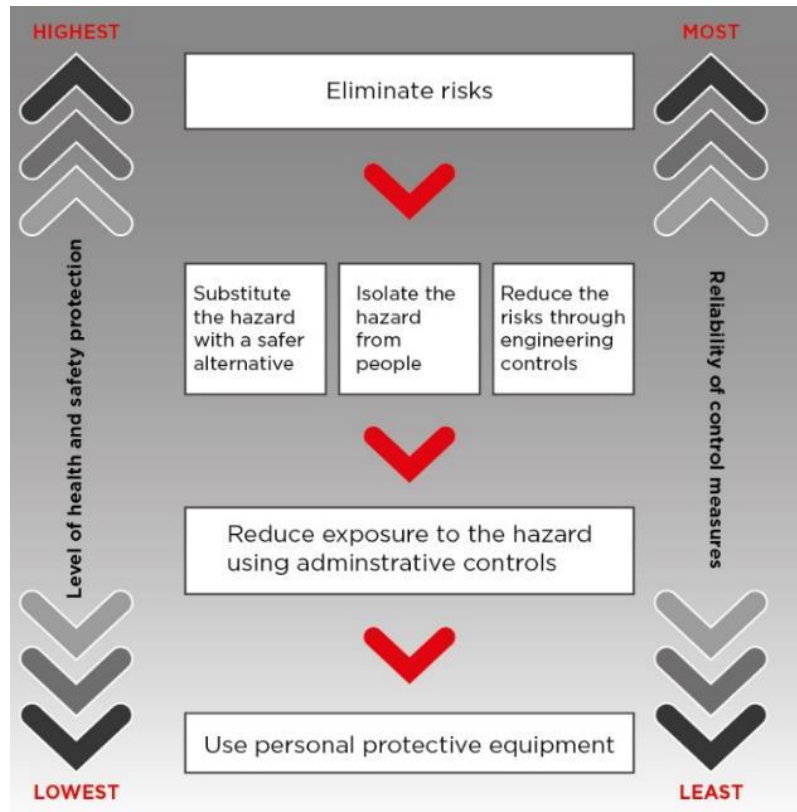 HIGHEST
MOST
Eliminate risks
Substitute
the hazard
with a safer
alternative
Isolate the
hazard
from
people
Reduce the
risks through
engineering
controls
Level of health and safety protection
Reliability of control measures
Reduce exposure to the hazard
using adminstrative controls
Use personal protective equipment
LOWEST
LEAST